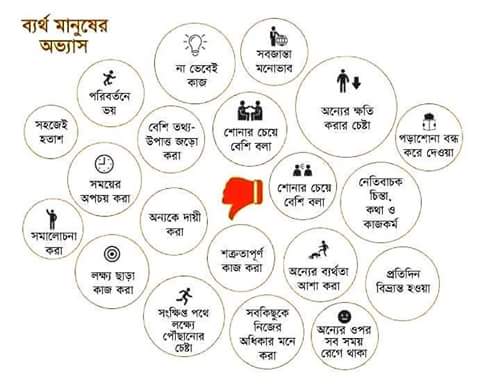 ব্যর্থ মানুষের
অভ্যাস
না ভেবেই
কাজ
সবজান্তা
মনোভাব
পরিবর্তনে
ভয়
অন্যের ক্ষতি
করার চেষ্টা
সহজেই
হতাশ
বেশি তথ্য-
উপাত্ত জড়ো
করা
শোনার চেয়ে
বেশি বলা
পড়াশোনা বন্ধ
করে দেওয়া
সময়ের
অপচয় করা
শোনার চেয়ে
বেশি বলা
নেতিবাচক
চিন্তা,
কথা ও
কাজকর্ম
সমালোচনা
করা
অন্যকে দায়ী
করা
লক্ষ্য ছাড়া
কাজ করা
শত্রুতাপূর্ণ
কাজ করা
অন্যের ব্যর্থতা
আশা করা
প্রতিদিন
বিভ্রান্ত হওয়া
সংক্ষিপ্ত পথে
লক্ষ্যে
পৌঁছানোর
চেষ্টা
সবকিছুকে
নিজের
অধিকার মনে
করা
অন্যের ওপর
সব সময়
রেগে থাকা